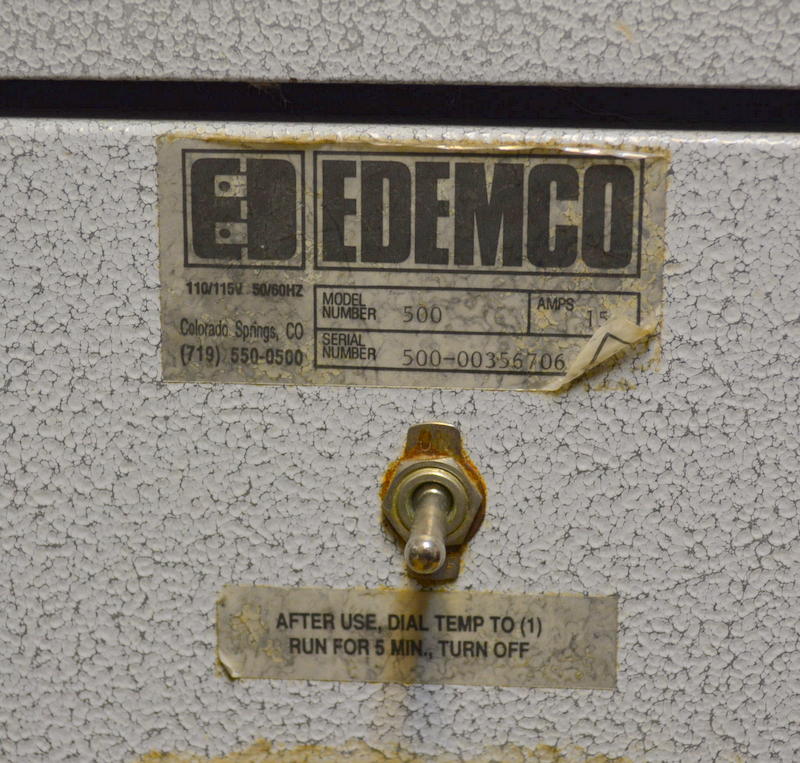 ED EDEMCO
110/115V 50/60HZ
Colorado Springs, CO
(719) 550-0500
MODEL NUMBER 500
AMPS 15
SERIAL NUMBER 500-00356706
AFTER USE, DIAL TEMP TO (1)
RUN FOR 5 MIN., TURN OFF